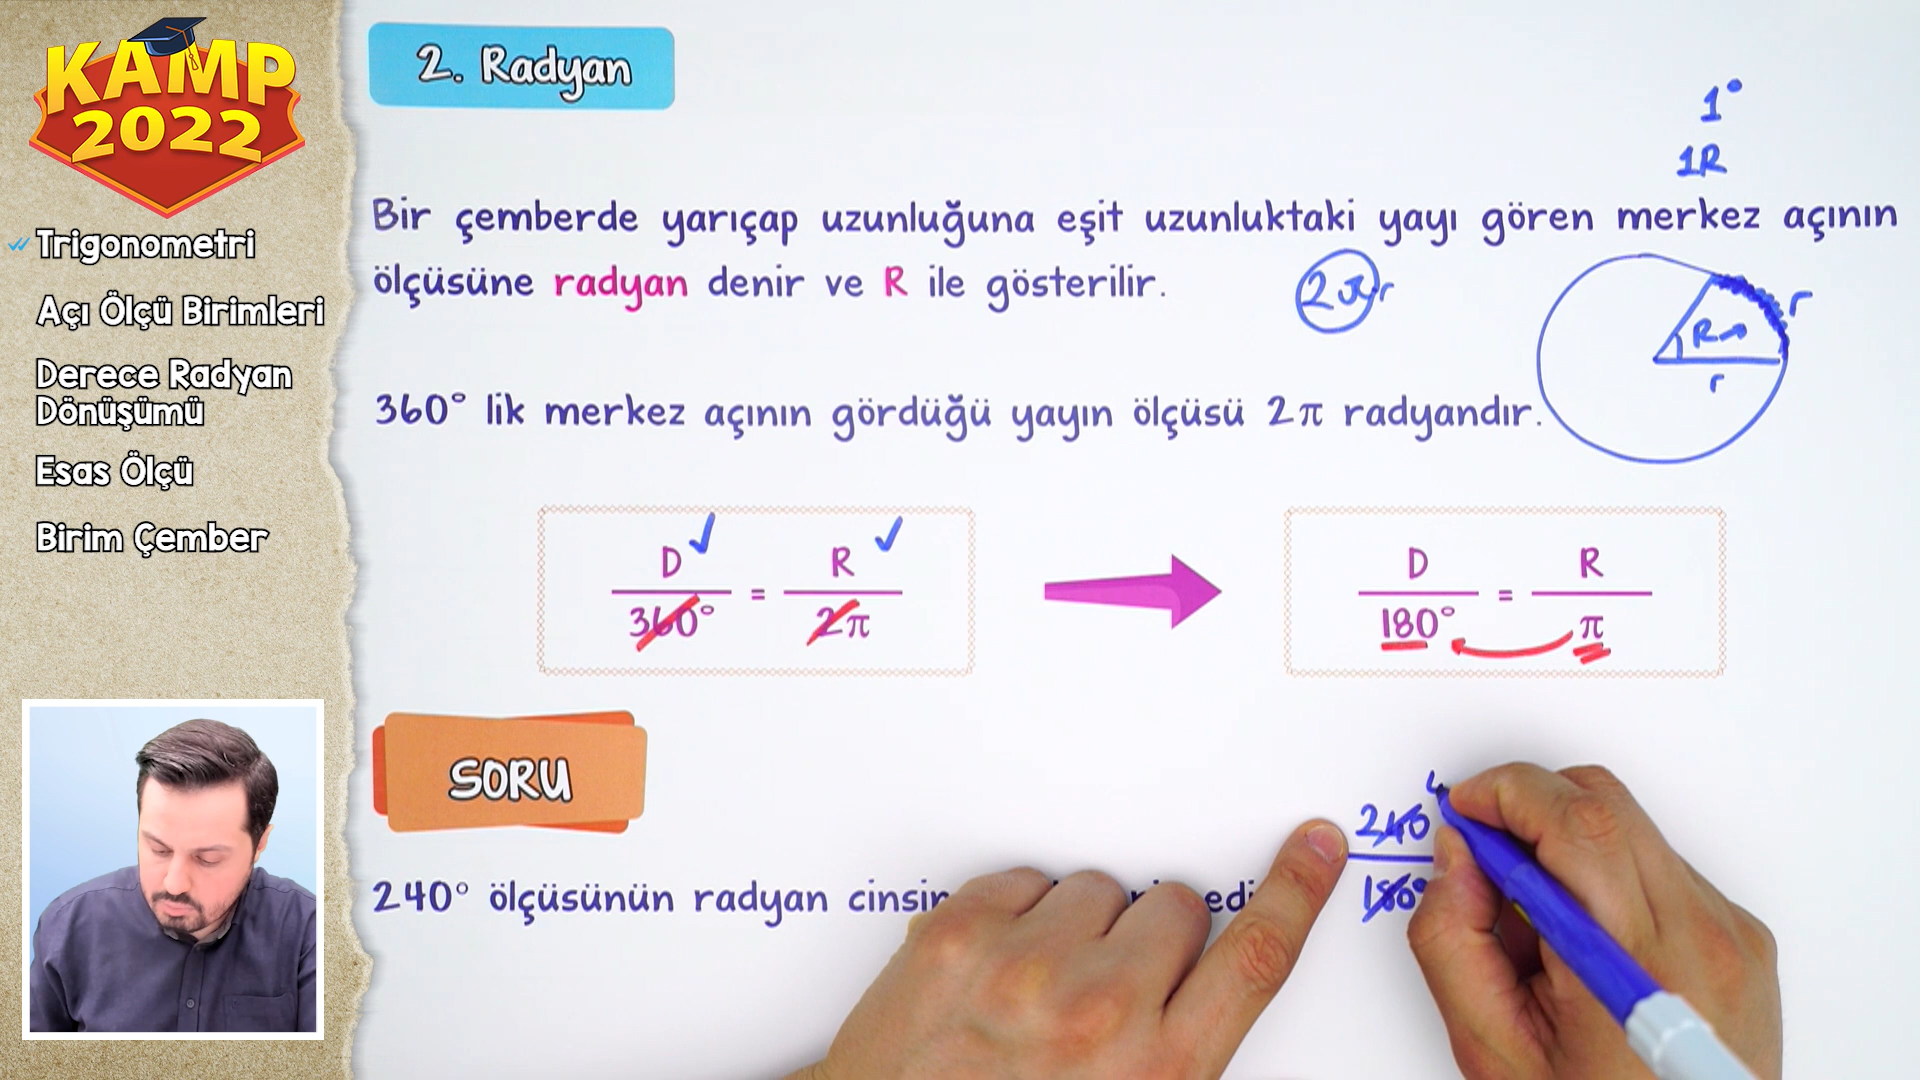 KAMP
2022
Trigonometri
Açı Ölçü Birimleri
Derece Radyan
Dönüşümü
Esas Ölçü
Birim Çember
2. Radyan
1°
1R
Bir çemberde yarıçap uzunluğuna eşit uzunluktaki yayı gören merkez açının
ölçüsüne radyan denir ve R ile gösterilir.
2πr
R
r
r
360° lik merkez açının gördüğü yayın ölçüsü 2π radyandır.
D/360° = R/2π
D/180° = R/π
SORU
240° ölçüsünün radyan
240
180°
4